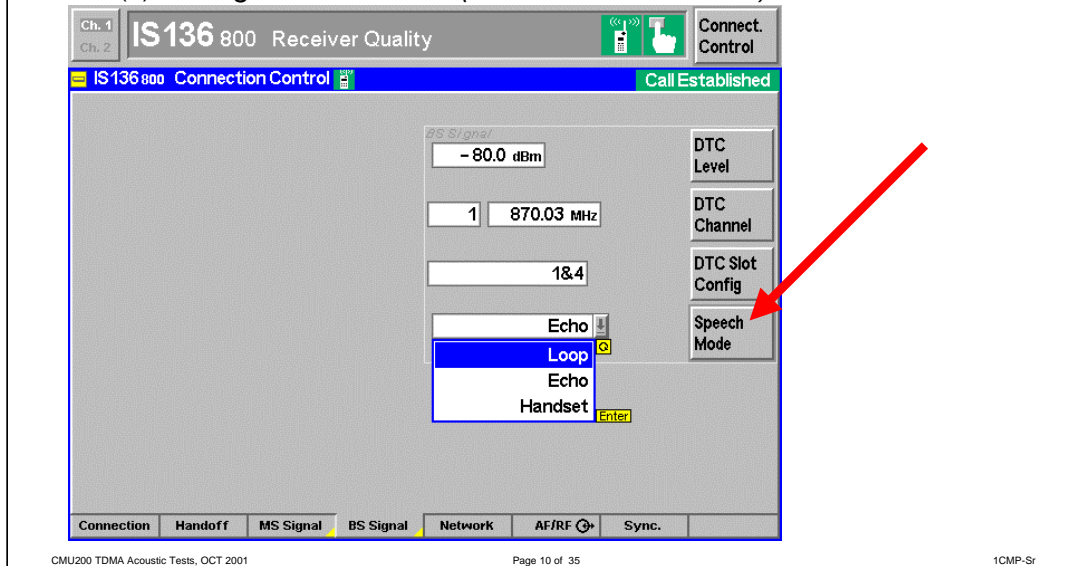 Ch. 1
Ch. 2
IS136 800 Receiver Quality
Connect.
Control
IS136 800 Connection Control
Call Established
BS Signal
- 80.0 dBm
DTC
Level
1 870.03 MHz
DTC
Channel
1&4
DTC Slot
Config
Echo
Speech
Mode
Loop
Echo
Handset
Enter
Connection Handoff MS Signal BS Signal Network AF/RF Sync.
CMU200 TDMA Acoustic Tests, OCT 2001 Page 10 of 35 1CMP-Sr